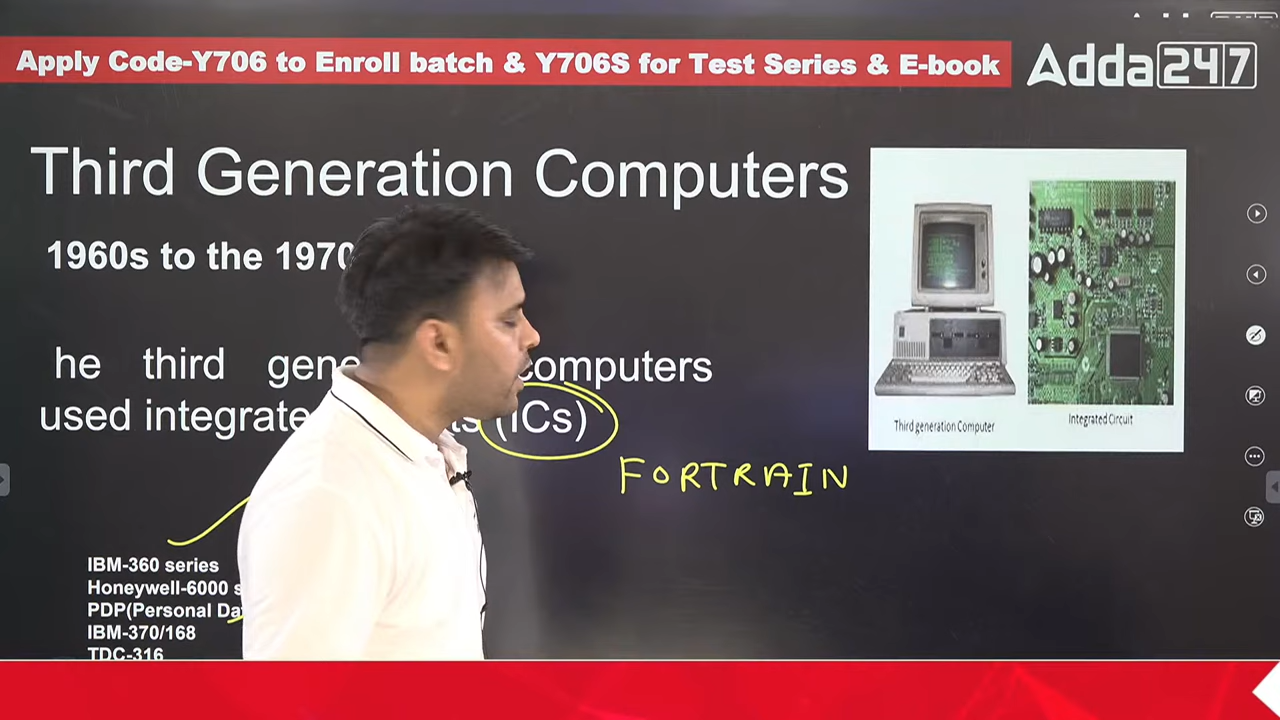 Apply Code-Y706 to Enroll batch & Y706S for Test Series & E-book
Adda247
Third Generation Computers
1960s to the 1970
he third gen computers
used integrate ts (ICs)
FORTRAIN
IBM-360 series
Honeywell-6000 s
PDP(Personal Da
IBM-370/168
TDC-316
Third generation Computer
Integrated Circuit